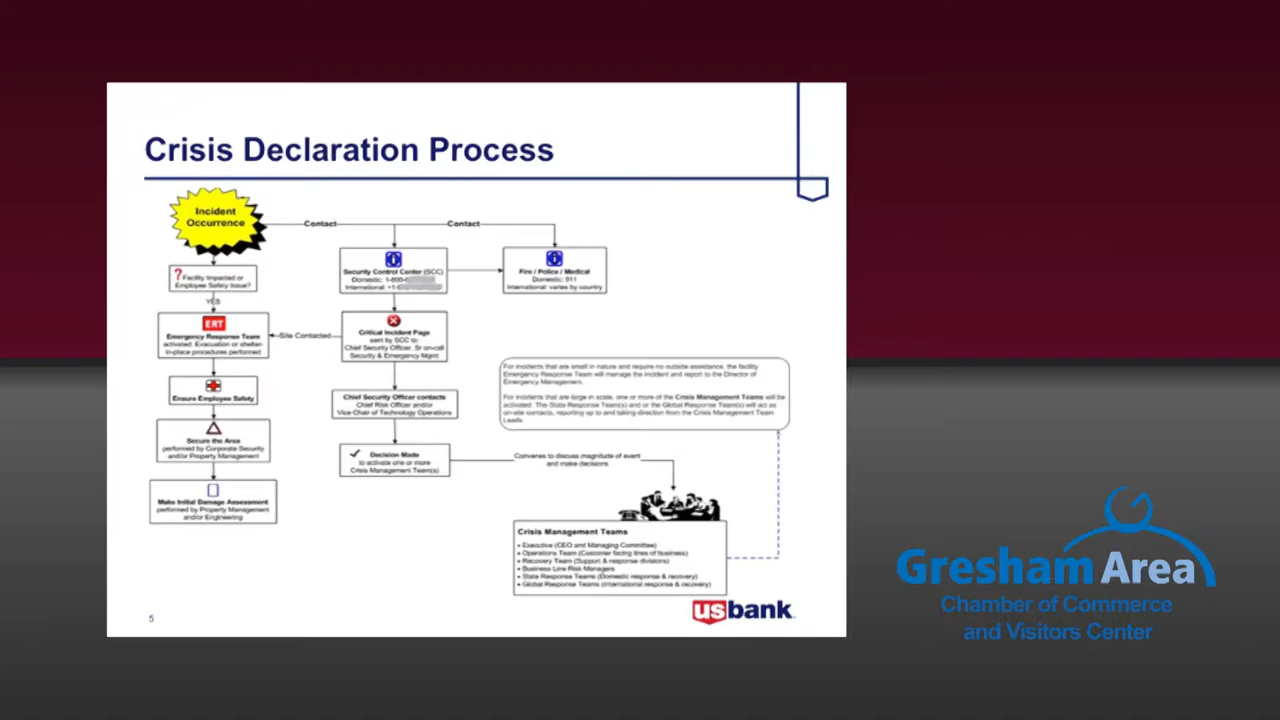 Crisis Declaration Process
Incident
Occurrence
Contact
Contact
? Facility Impacted or
Employee Safety Issue?
YES
ERT
Emergency Response Team
activated. Evacuation or shelter-
in-place procedures performed
Ensure Employee Safety
Secure the Area
performed by Corporate Security
and/or Property Management
Make Initial Damage Assessment
performed by Property Management
and/or Engineering
Security Control Center (SCC)
Domestic: 1-800-
International: +1-
Site Contacted
Critical Incident Page
sent by SCC to
Chief Security Officer, Sr on-call
Security & Emergency Mgmt
Chief Security Officer contacts
Chief Risk Officer and/or
Vice Chair of Technology Operations
Decision Made
to activate one or more
Crisis Management Team(s)
Fire / Police / Medical
Domestic: 911
International: varies by country
For incidents that are small in nature and require no outside assistance, the facility
Emergency Response Team will manage the incident and report to the Director of
Emergency Management.
For incidents that are large in scale, one or more of the Crisis Management Teams will be
activated. The State Response Team(s) and or the Global Response Team(s) will act as
on-site contacts, reporting up to and taking direction from the Crisis Management Team
Leads.
Convenes to discuss magnitude of event
and make decisions
Crisis Management Teams
• Executive (CEO and Managing Committee)
• Operations Team (Customer facing lines of business)
• Recovery Team (Support & response divisions)
• Business Line Risk Managers
• State Response Teams (Domestic response & recovery)
• Global Response Teams (International response & recovery)
5
usbank
Gresham Area
Chamber of Commerce
and Visitors Center